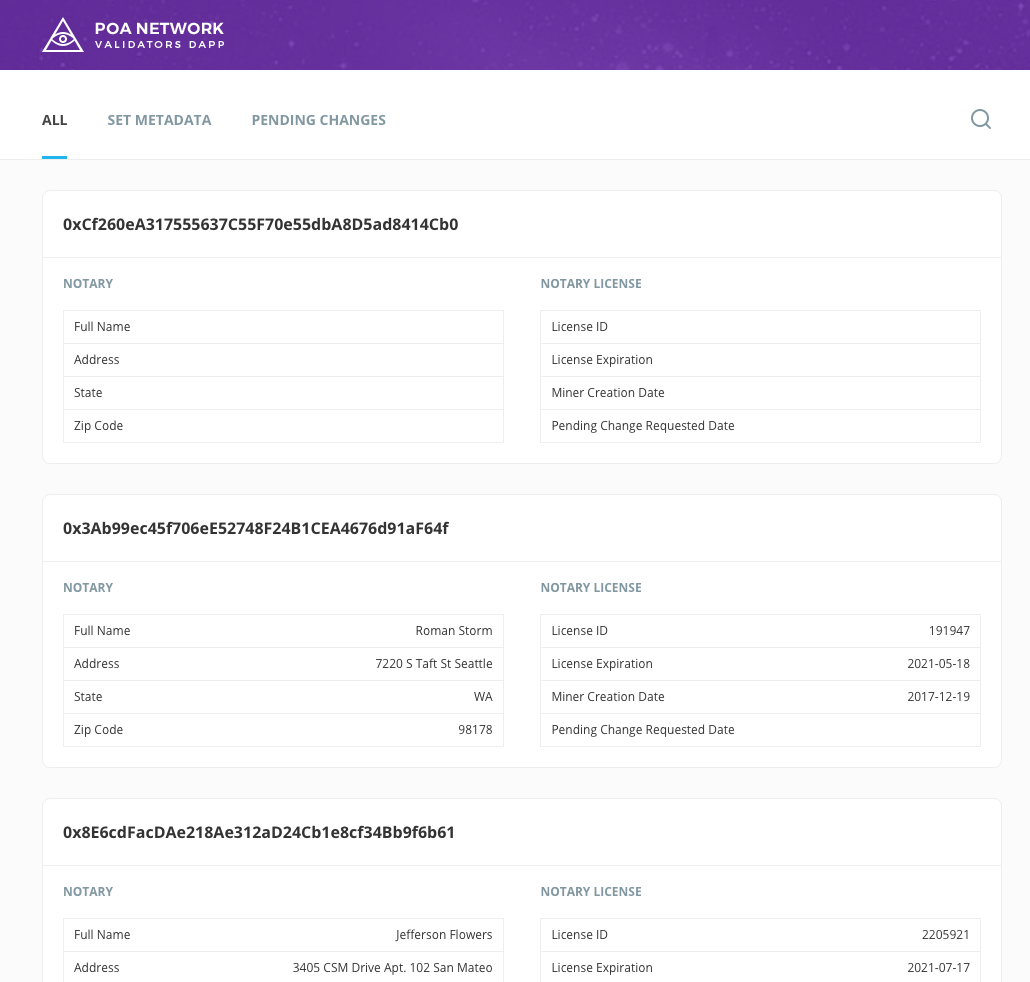 POA NETWORK
VALIDATORS DAPP
ALL SET METADATA PENDING CHANGES
0xCf260eA317555637C55F70e55dbA8D5ad8414Cb0
NOTARY
Full Name
Address
State
Zip Code
NOTARY LICENSE
License ID
License Expiration
Miner Creation Date
Pending Change Requested Date
0x3Ab99ec45f706eE52748F24B1CEA4676d91aF64f
NOTARY
Full Name Roman Storm
Address 7220 S Taft St Seattle
State WA
Zip Code 98178
NOTARY LICENSE
License ID 191947
License Expiration 2021-05-18
Miner Creation Date 2017-12-19
Pending Change Requested Date
0x8E6cdFacDAe218Ae312aD24Cb1e8cf34Bb9f6b61
NOTARY
Full Name Jefferson Flowers
Address 3405 CSM Drive Apt. 102 San Mateo
NOTARY LICENSE
License ID 2205921
License Expiration 2021-07-17